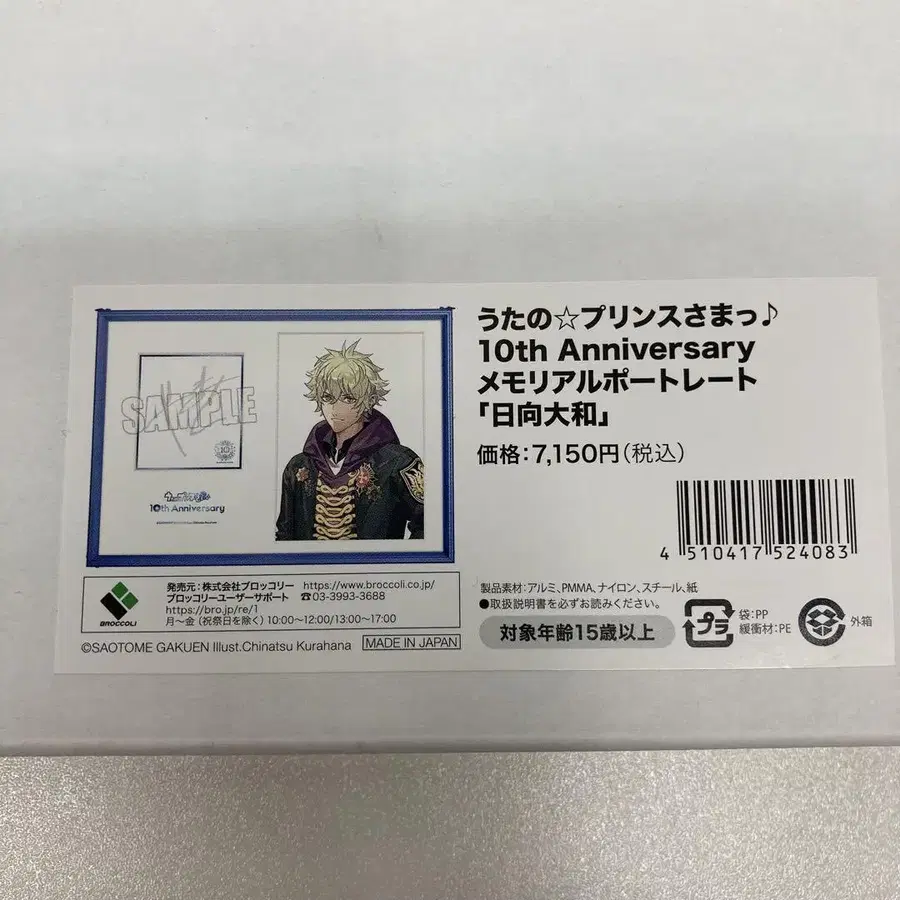 うたの☆プリンスさまっ♪
10th Anniversary
メモリアルポートレート
「日向大和」
価格:7,150円(税込)
SAMPLE
10th Anniversary
4 510417 524083
製品素材:アルミ、PMMA、ナイロン、スチール、紙
●取扱説明書を必ずお読みください。
対象年齢15歳以上
プラ
袋:PP
緩衝材:PE
外箱
BROCCOLI
発売元:株式会社ブロッコリー https://www.broccoli.co.jp/
ブロッコリーユーザーサポート ☎03-3993-3688
https://bro.jp/re/1
月〜金(祝祭日を除く)10:00〜12:00/13:00〜17:00
©SAOTOME GAKUEN Illust.Chinatsu Kurahana MADE IN JAPAN